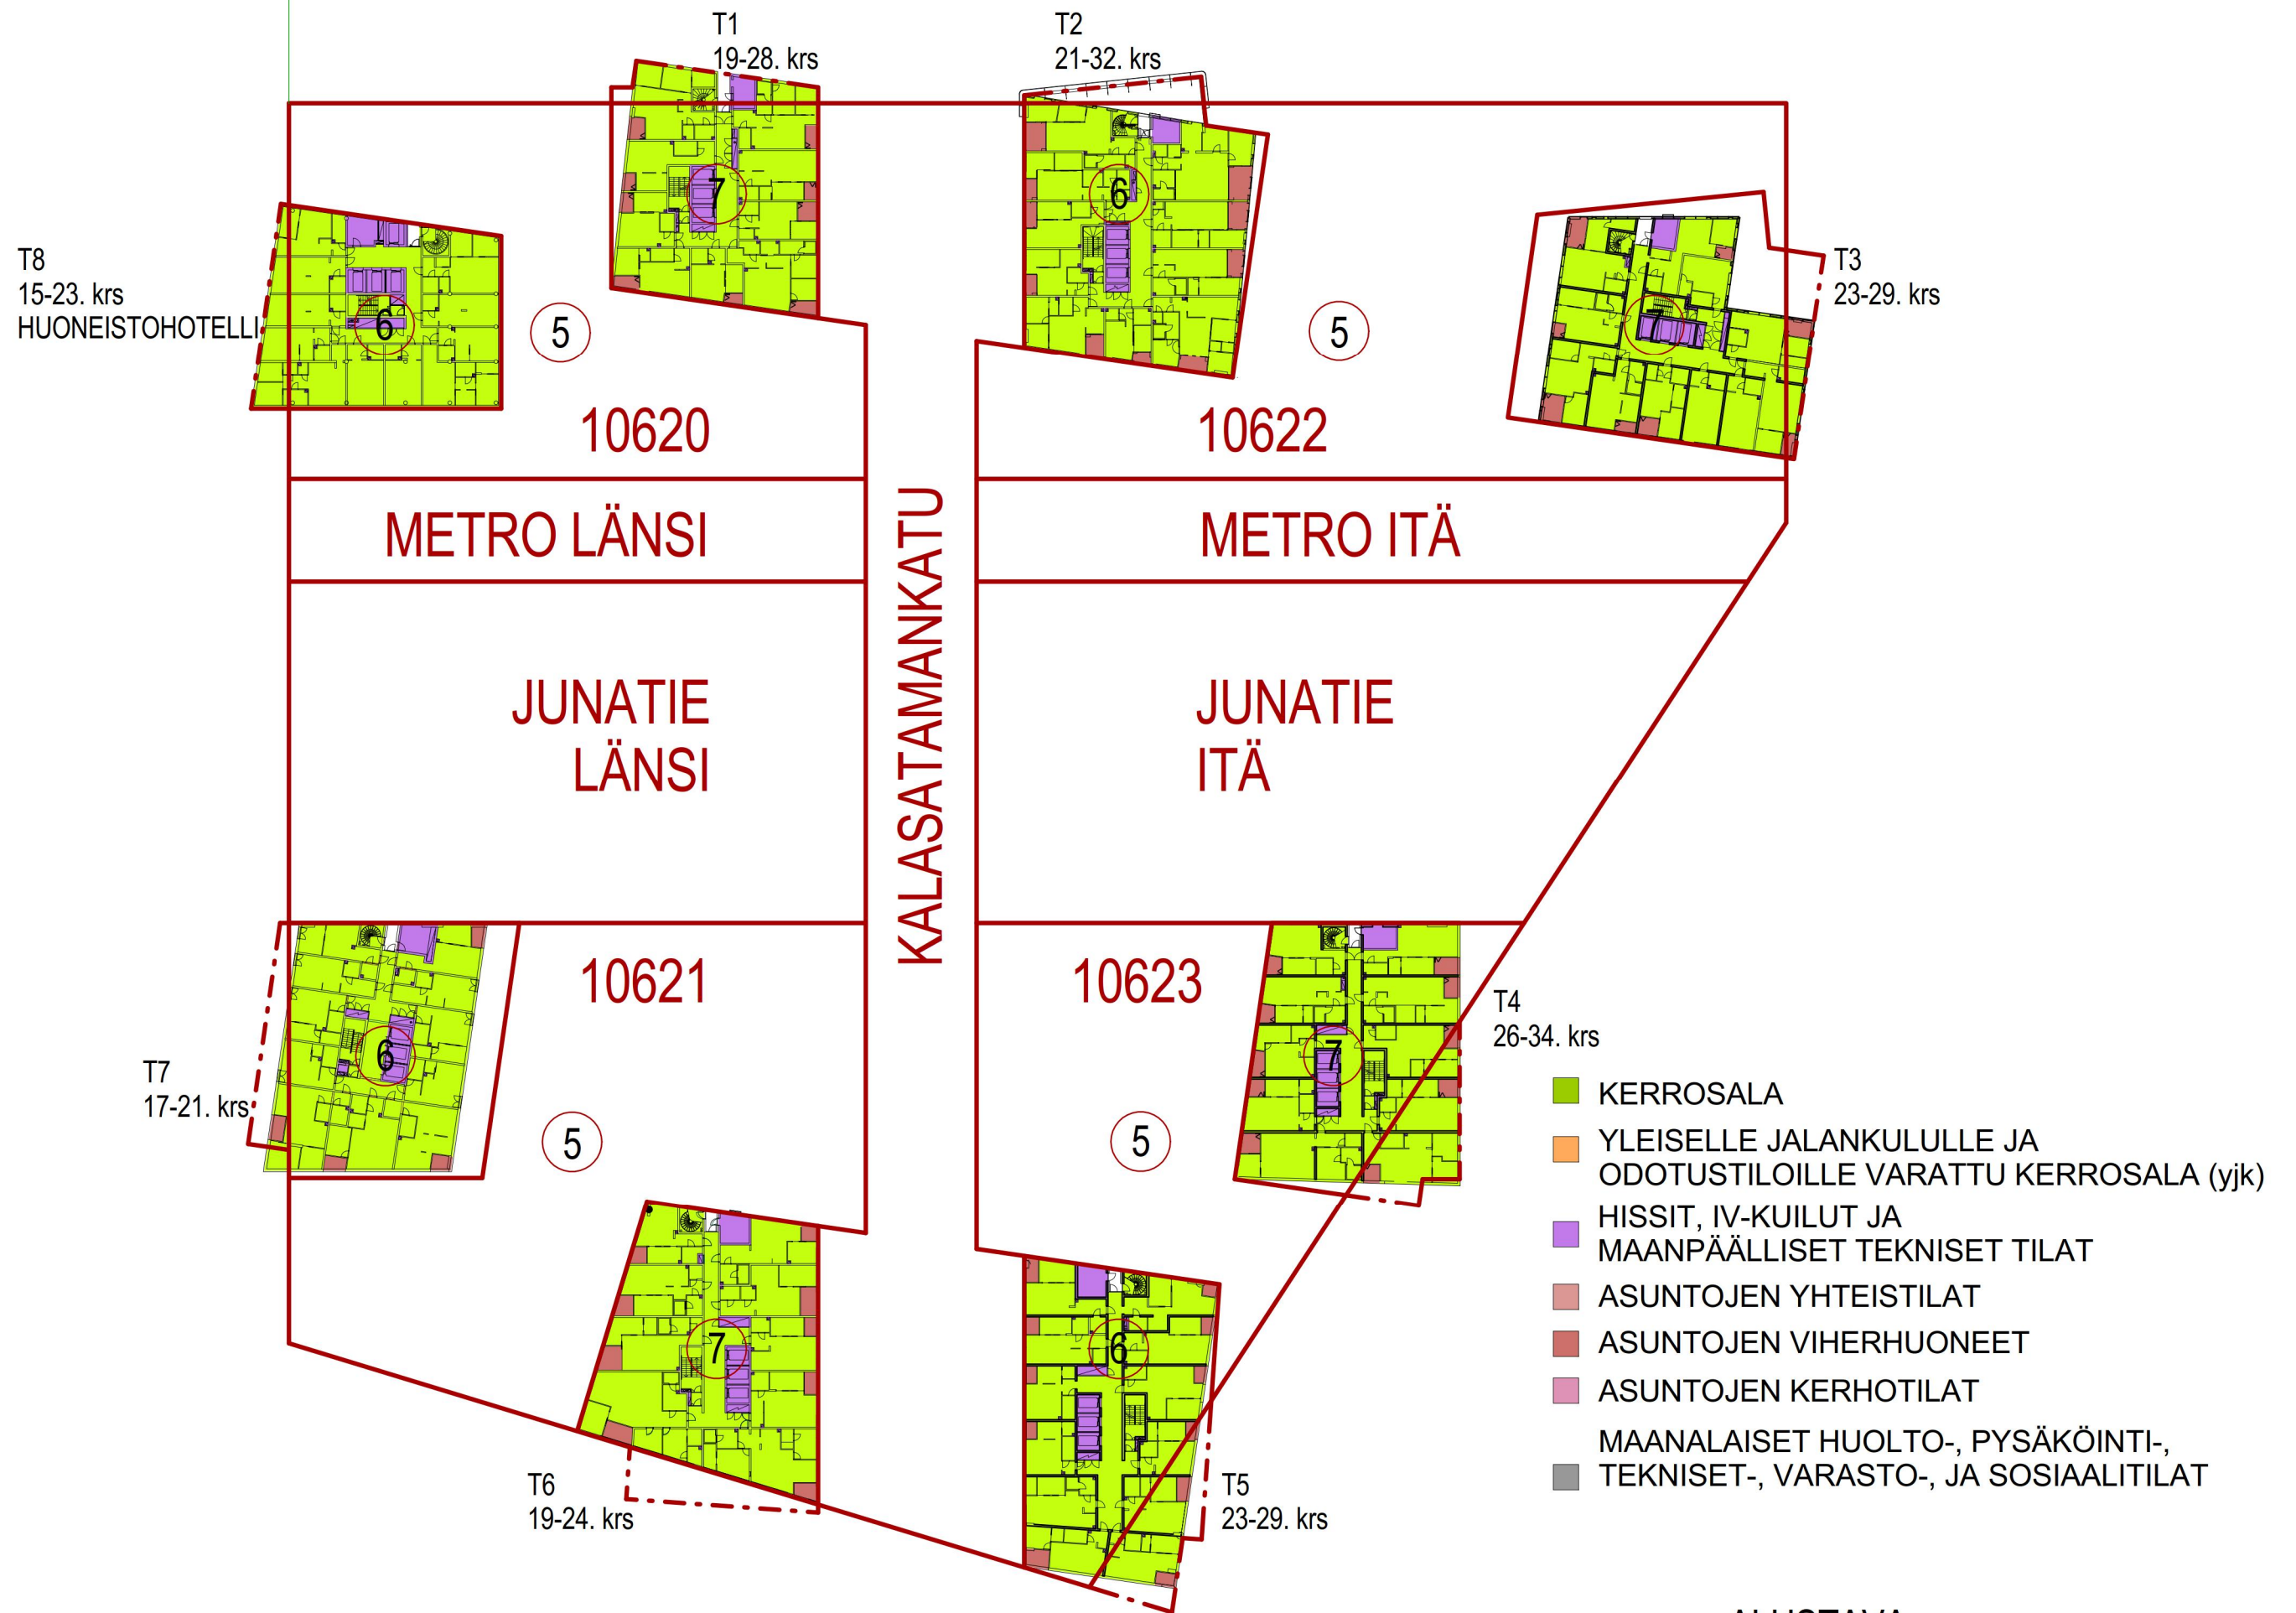 T1
19-28. krs
T2
21-32. krs
7
6
T8
15-23. krs
HUONEISTOHOTELLI
6
5
5
7
T3
23-29. krs
10620
10622
METRO LÄNSI
METRO ITÄ
KALASATAMANKATU
JUNATIE
LÄNSI
JUNATIE
ITÄ
10621
10623
T7
17-21. krs
6
5
5
7
T4
26-34. krs
7
6
T6
19-24. krs
T5
23-29. krs
KERROSALA
YLEISELLE JALANKULULLE JA
ODOTUSTILOILLE VARATTU KERROSALA (yjk)
HISSIT, IV-KUILUT JA
MAANPÄÄLLISET TEKNISET TILAT
ASUNTOJEN YHTEISTILAT
ASUNTOJEN VIHERHUONEET
ASUNTOJEN KERHOTILAT
MAANALAISET HUOLTO-, PYSÄKÖINTI-,
TEKNISET-, VARASTO-, JA SOSIAALITILAT